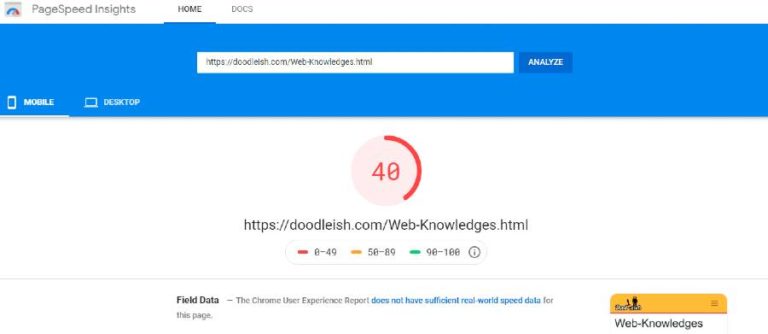 PageSpeed Insights HOME DOCS
https://doodleish.com/Web-Knowledges.html ANALYZE
MOBILE DESKTOP
40
https://doodleish.com/Web-Knowledges.html
0–49 50–89 90–100
Field Data — The Chrome User Experience Report does not have sufficient real-world speed data for
this page.
Web-Knowledges